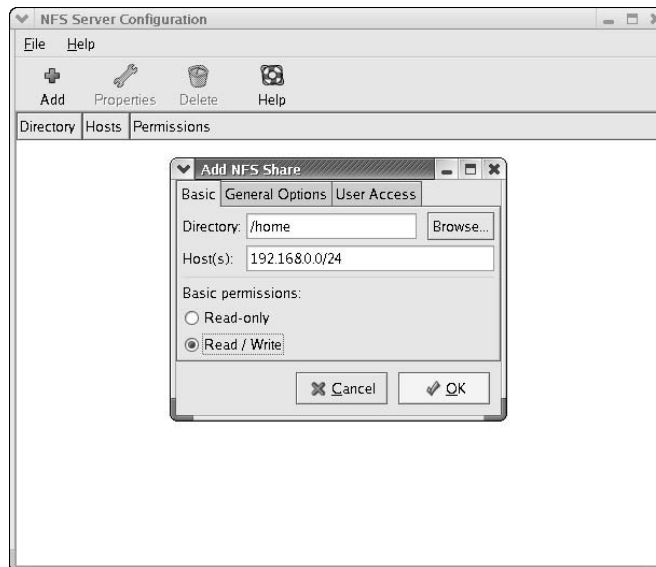 NFS Server Configuration
File Help
Add Properties Delete Help
Directory Hosts Permissions
Add NFS Share
Basic General Options User Access
Directory: /home Browse...
Host(s): 192.168.0.0/24
Basic permissions:
Read-only
Read / Write
Cancel OK